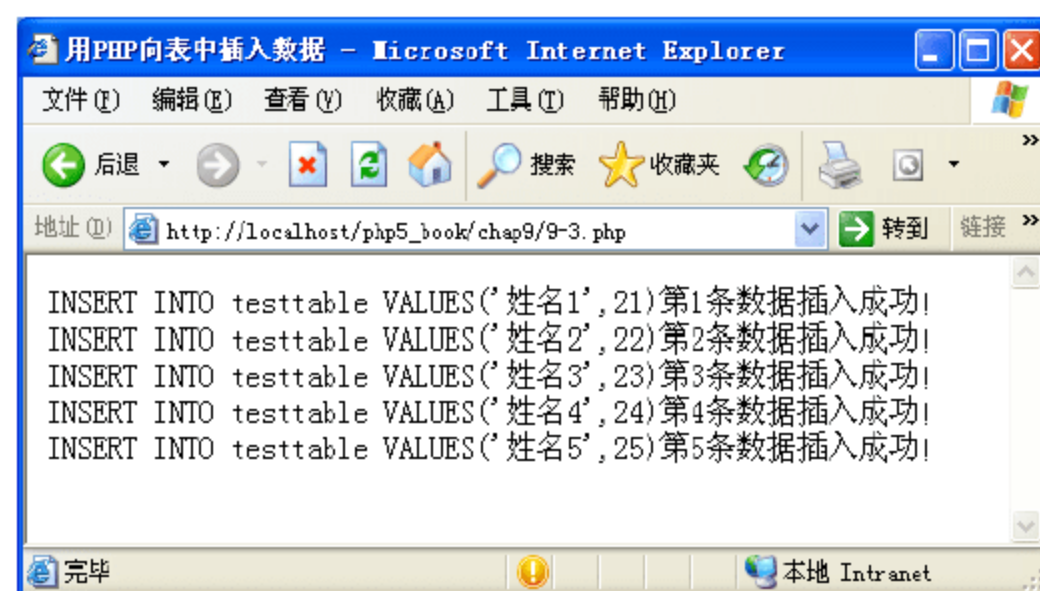 用PHP向表中插入数据 - Microsoft Internet Explorer
文件(F) 编辑(E) 查看(V) 收藏(A) 工具(T) 帮助(H)
后退 搜索 收藏夹 »
地址(D) http://localhost/php5_book/chap9/9-3.php 转到 链接 »
INSERT INTO testtable VALUES('姓名1',21)第1条数据插入成功!
INSERT INTO testtable VALUES('姓名2',22)第2条数据插入成功!
INSERT INTO testtable VALUES('姓名3',23)第3条数据插入成功!
INSERT INTO testtable VALUES('姓名4',24)第4条数据插入成功!
INSERT INTO testtable VALUES('姓名5',25)第5条数据插入成功!
完毕 本地 Intranet